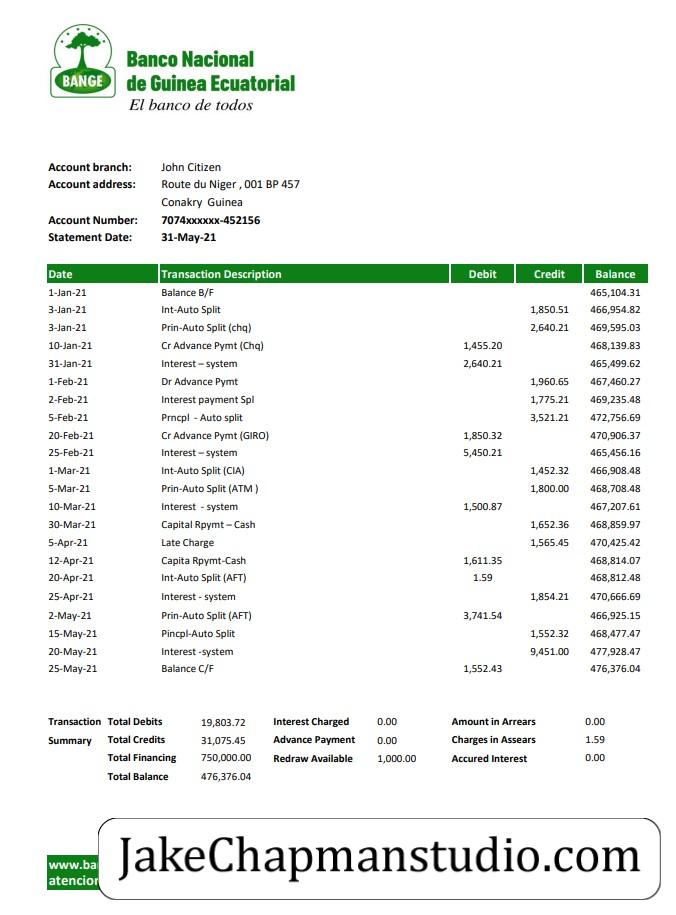 BANGE
Banco Nacional
de Guinea Ecuatorial
El banco de todos
Account branch: John Citizen
Account address: Route du Niger , 001 BP 457
Conakry Guinea
Account Number: 7074xxxxxx-452156
Statement Date: 31-May-21
Date Transaction Description Debit Credit Balance
1-Jan-21 Balance B/F 465,104.31
3-Jan-21 Int-Auto Split 1,850.51 466,954.82
3-Jan-21 Prin-Auto Split (chq) 2,640.21 469,595.03
10-Jan-21 Cr Advance Pymt (Chq) 1,455.20 468,139.83
31-Jan-21 Interest – system 2,640.21 465,499.62
1-Feb-21 Dr Advance Pymt 1,960.65 467,460.27
2-Feb-21 Interest payment Spl 1,775.21 469,235.48
5-Feb-21 Prncpl - Auto split 3,521.21 472,756.69
20-Feb-21 Cr Advance Pymt (GIRO) 1,850.32 470,906.37
25-Feb-21 Interest – system 5,450.21 465,456.16
1-Mar-21 Int-Auto Split (CIA) 1,452.32 466,908.48
5-Mar-21 Prin-Auto Split (ATM ) 1,800.00 468,708.48
10-Mar-21 Interest - system 1,500.87 467,207.61
30-Mar-21 Capital Rpymt – Cash 1,652.36 468,859.97
5-Apr-21 Late Charge 1,565.45 470,425.42
12-Apr-21 Capita Rpymt-Cash 1,611.35 468,814.07
20-Apr-21 Int-Auto Split (AFT) 1.59 468,812.48
25-Apr-21 Interest - system 1,854.21 470,666.69
2-May-21 Prin-Auto Split (AFT) 3,741.54 466,925.15
15-May-21 Pincpl-Auto Split 1,552.32 468,477.47
20-May-21 Interest -system 9,451.00 477,928.47
25-May-21 Balance C/F 1,552.43 476,376.04
Transaction Total Debits 19,803.72 Interest Charged 0.00 Amount in Arrears 0.00
Summary Total Credits 31,075.45 Advance Payment 0.00 Charges in Assears 1.59
Total Financing 750,000.00 Redraw Available 1,000.00 Accured Interest 0.00
Total Balance 476,376.04
JakeChapmanstudio.com